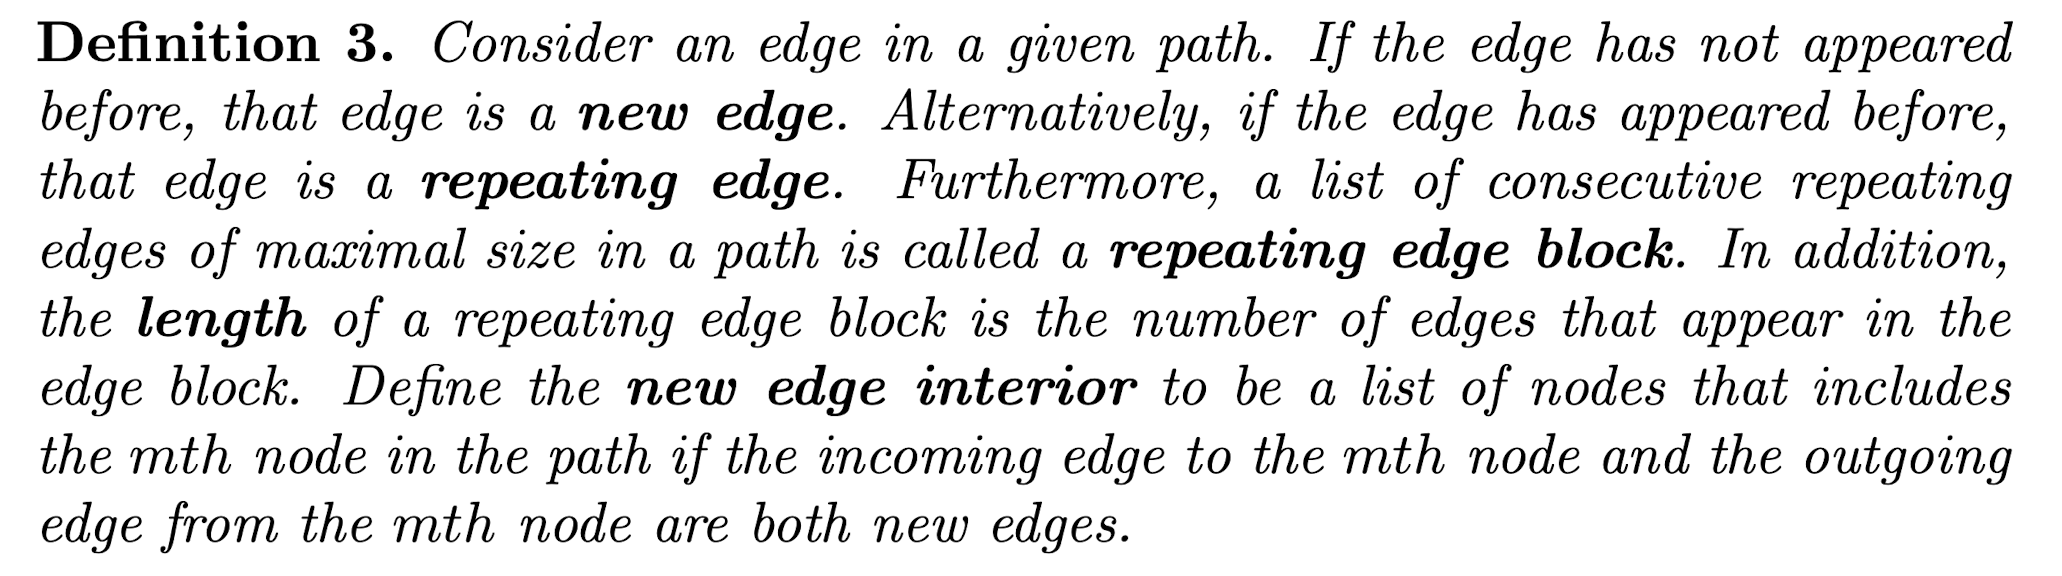 Definition 3. Consider an edge in a given path. If the edge has not appeared
before, that edge is a new edge. Alternatively, if the edge has appeared before,
that edge is a repeating edge. Furthermore, a list of consecutive repeating
edges of maximal size in a path is called a repeating edge block. In addition,
the length of a repeating edge block is the number of edges that appear in the
edge block. Define the new edge interior to be a list of nodes that includes
the mth node in the path if the incoming edge to the mth node and the outgoing
edge from the mth node are both new edges.